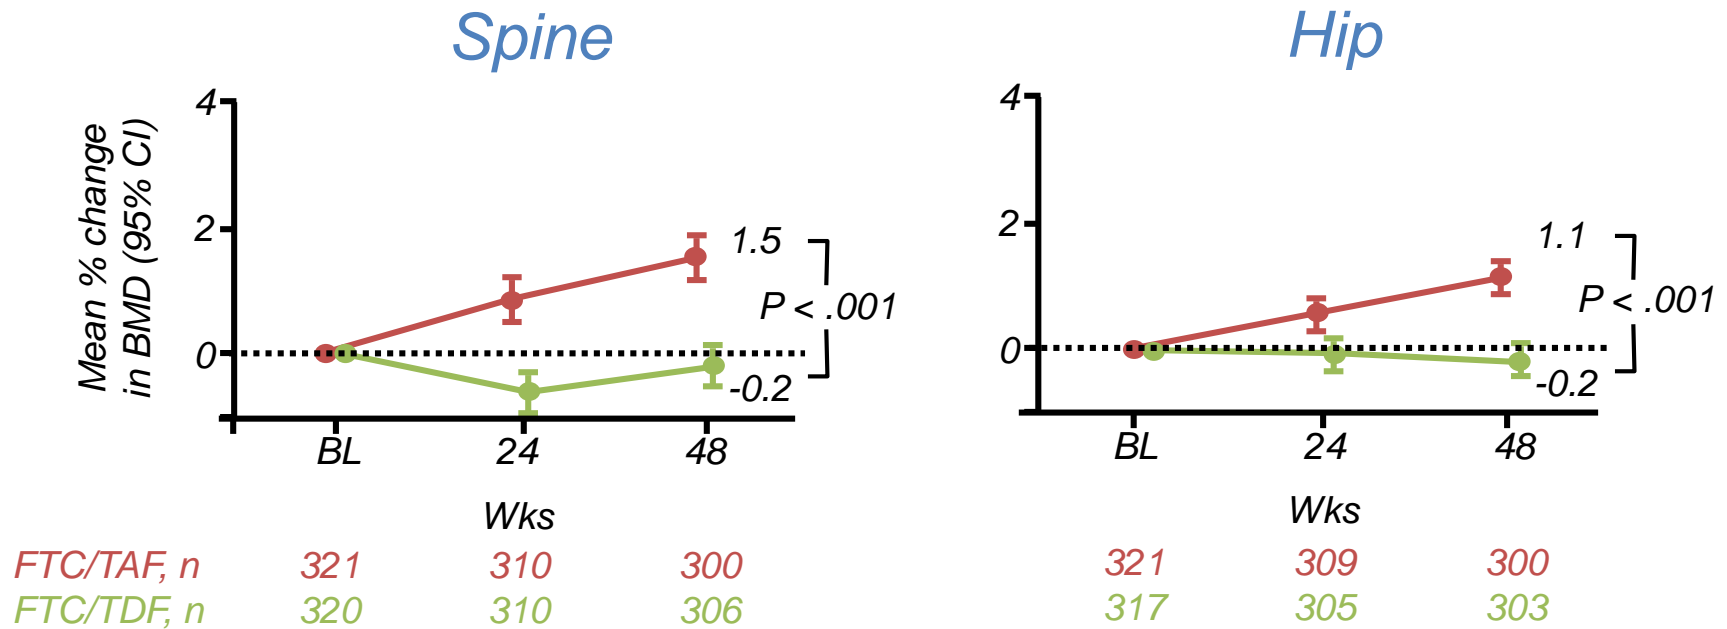 Spine
Hip
Mean % change
in BMD (95% CI)
4
2
0
1.5
P < .001
-0.2
BL 24 48
Wks
4
2
0
1.1
P < .001
-0.2
BL 24 48
Wks
FTC/TAF, n 321 310 300 321 309 300
FTC/TDF, n 320 310 306 317 305 303